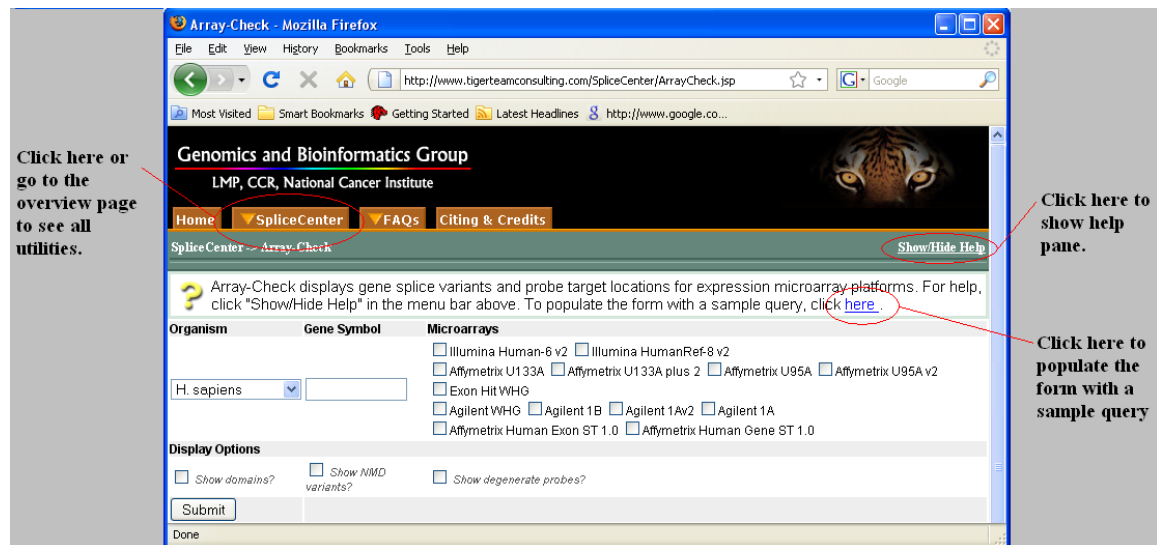 Array-Check - Mozilla Firefox
File Edit View History Bookmarks Tools Help
http://www.tigerteamconsulting.com/SpliceCenter/ArrayCheck.jsp
G Google
Most Visited Smart Bookmarks Getting Started Latest Headlines http://www.google.co...
Click here or
go to the
overview page
to see all
utilities.
Genomics and Bioinformatics Group
LMP, CCR, National Cancer Institute
Home SpliceCenter FAQs Citing & Credits
SpliceCenter -> Array-Check Show/Hide Help
Click here to
show help
pane.
? Array-Check displays gene splice variants and probe target locations for expression microarray platforms. For help,
click "Show/Hide Help" in the menu bar above. To populate the form with a sample query, click here .
Click here to
populate the
form with a
sample query
Organism Gene Symbol Microarrays
Illumina Human-6 v2 Illumina HumanRef-8 v2
Affymetrix U133A Affymetrix U133A plus 2 Affymetrix U95A Affymetrix U95A v2
H. sapiens Exon Hit WHG
Agilent WHG Agilent 1B Agilent 1Av2 Agilent 1A
Affymetrix Human Exon ST 1.0 Affymetrix Human Gene ST 1.0
Display Options
Show domains? Show NMD
variants? Show degenerate probes?
Submit
Done